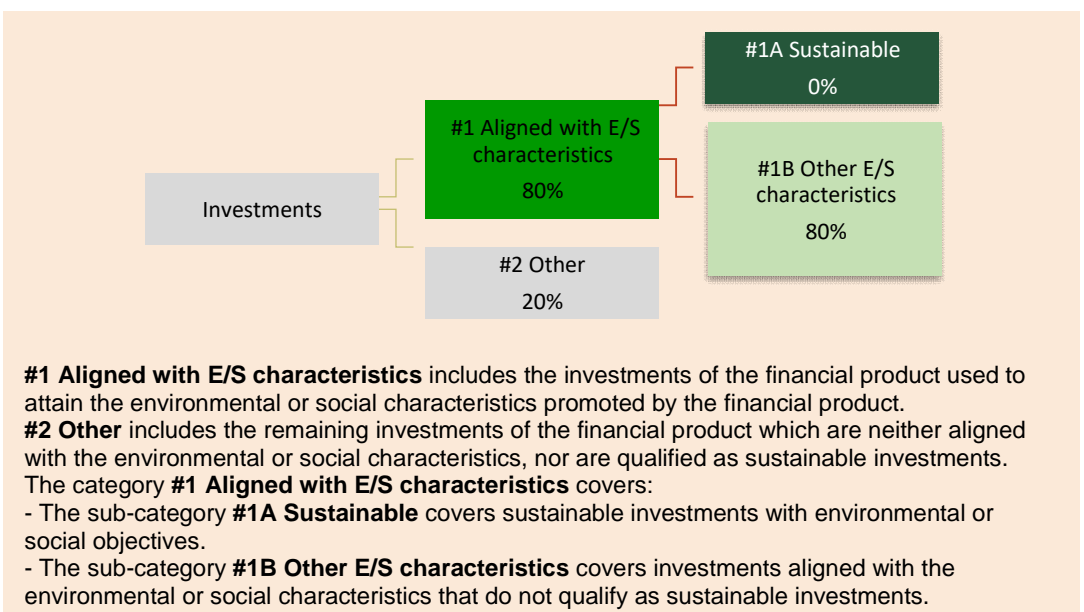 Investments
#1 Aligned with E/S
characteristics
80%
#2 Other
20%
#1A Sustainable
0%
#1B Other E/S
characteristics
80%
#1 Aligned with E/S characteristics includes the investments of the financial product used to
attain the environmental or social characteristics promoted by the financial product.
#2 Other includes the remaining investments of the financial product which are neither aligned
with the environmental or social characteristics, nor are qualified as sustainable investments.
The category #1 Aligned with E/S characteristics covers:
- The sub-category #1A Sustainable covers sustainable investments with environmental or
social objectives.
- The sub-category #1B Other E/S characteristics covers investments aligned with the
environmental or social characteristics that do not qualify as sustainable investments.